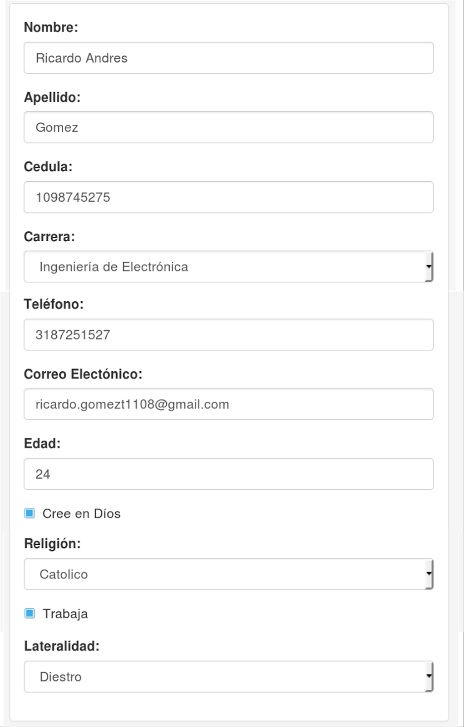 Nombre:
Ricardo Andres
Apellido:
Gomez
Cedula:
1098745275
Carrera:
Ingeniería de Electrónica
Teléfono:
3187251527
Correo Electónico:
ricardo.gomezt1108@gmail.com
Edad:
24
Cree en Díos
Religión:
Catolico
Trabaja
Lateralidad:
Diestro